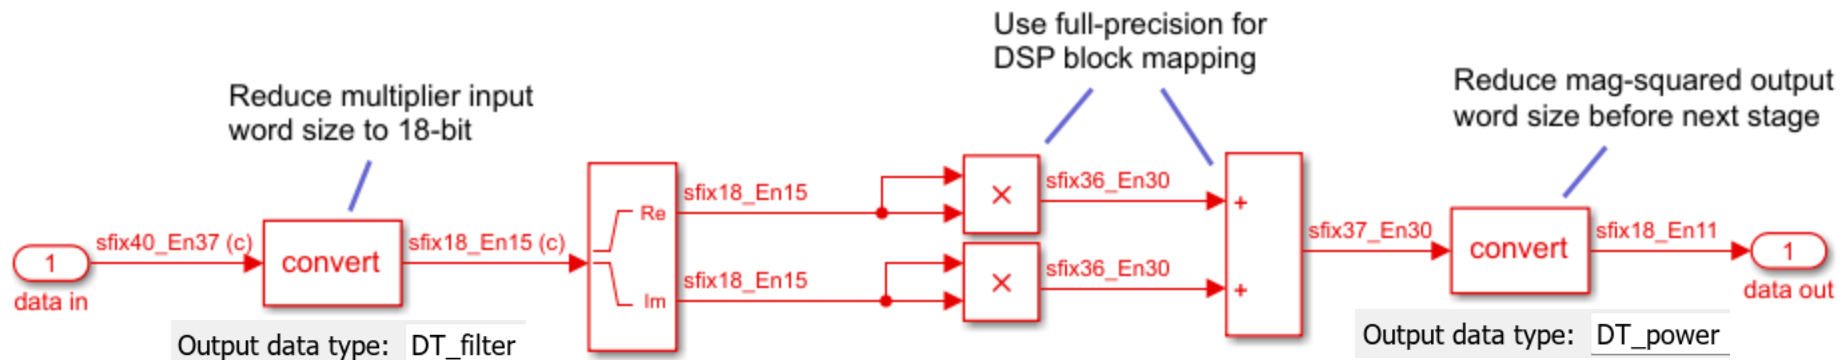 Use full-precision for
DSP block mapping
Reduce multiplier input
word size to 18-bit
Reduce mag-squared output
word size before next stage
1
data in
sfix40_En37 (c)
convert
sfix18_En15 (c)
Re
Im
sfix18_En15
sfix18_En15
×
×
sfix36_En30
sfix36_En30
+
+
sfix37_En30
convert
sfix18_En11
1
data out
Output data type: DT_filter
Output data type: DT_power